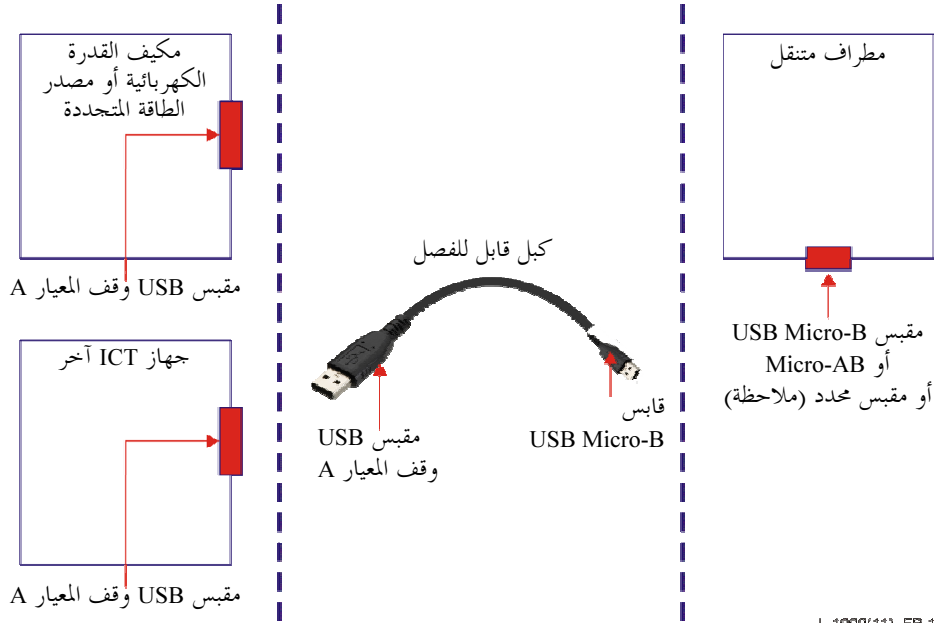 مكيف القدرة
الكهربائية أو مصدر
الطاقة المتجددة
مقبس USB وقف المعيار A
جهاز ICT آخر
مقبس USB وقف المعيار A
كبل قابل للفصل
مقبس USB
وقف المعيار A
قابس
USB Micro-B
مطراف متنقل
مقبس USB Micro-B
أو Micro-AB
أو مقبس محدد (ملاحظة)